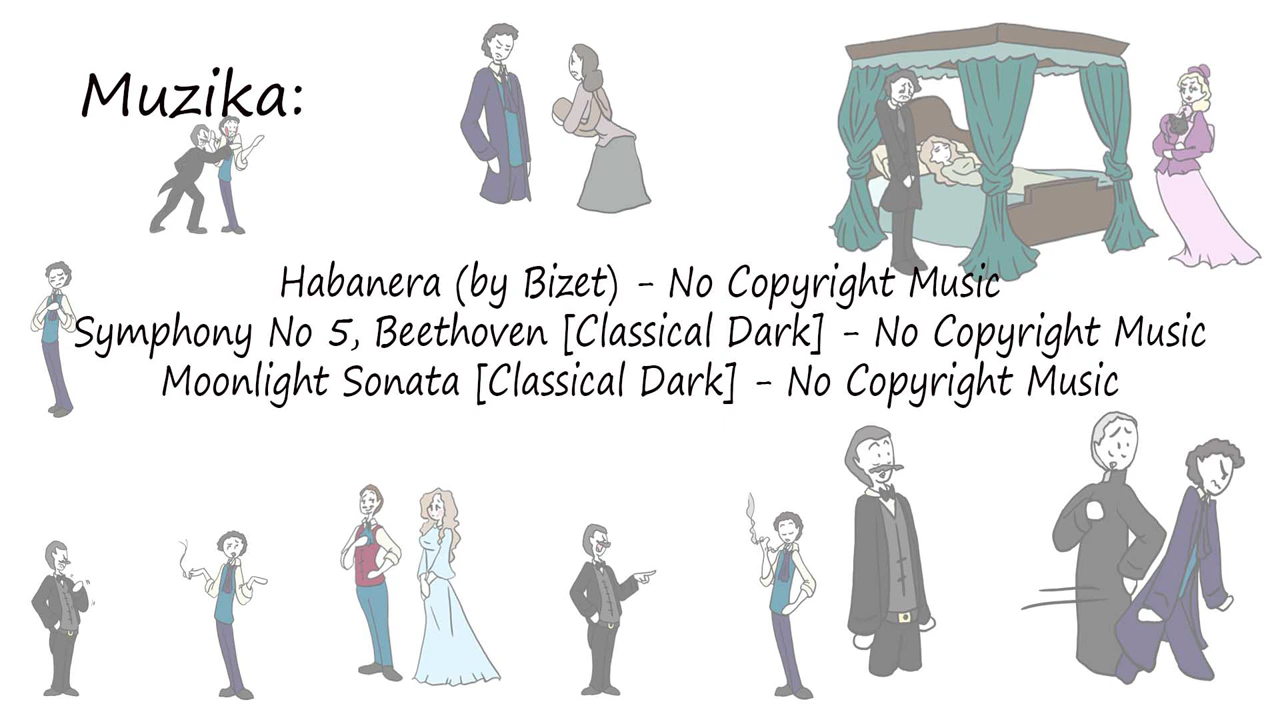 Muzika:
Habanera (by Bizet) - No Copyright Music
Symphony No 5, Beethoven [Classical Dark] - No Copyright Music
Moonlight Sonata [Classical Dark] - No Copyright Music